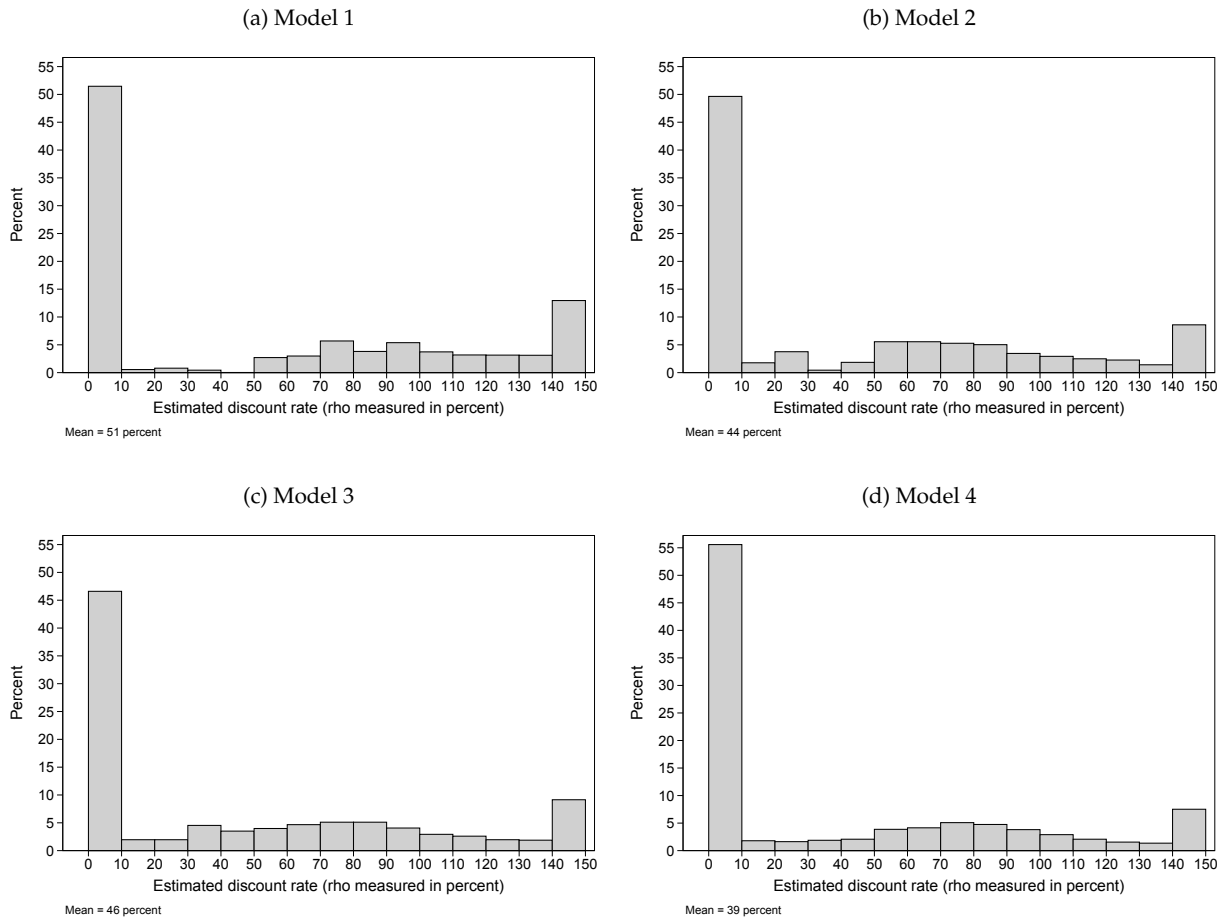 (a) Model 1
55
50
45
40
35
30
25
20
15
10
5
0
Percent
0 10 20 30 40 50 60 70 80 90 100 110 120 130 140 150
Estimated discount rate (rho measured in percent)
Mean = 51 percent
(b) Model 2
55
50
45
40
35
30
25
20
15
10
5
0
Percent
0 10 20 30 40 50 60 70 80 90 100 110 120 130 140 150
Estimated discount rate (rho measured in percent)
Mean = 44 percent
(c) Model 3
55
50
45
40
35
30
25
20
15
10
5
0
Percent
0 10 20 30 40 50 60 70 80 90 100 110 120 130 140 150
Estimated discount rate (rho measured in percent)
Mean = 46 percent
(d) Model 4
55
50
45
40
35
30
25
20
15
10
5
0
Percent
0 10 20 30 40 50 60 70 80 90 100 110 120 130 140 150
Estimated discount rate (rho measured in percent)
Mean = 39 percent